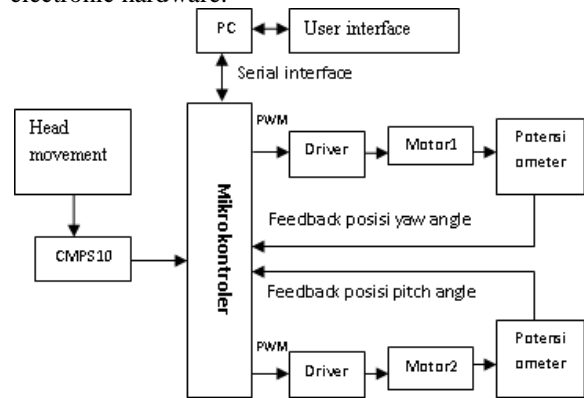 electronic hardware.
PC
User interface
Serial interface
Head
movement
CMPS10
Mikrokontroler
PWM
Driver
Motor1
Potensi
ometer
Feedback posisi yaw angle
Feedback posisi pitch angle
PWM
Driver
Motor2
Potensi
ometer